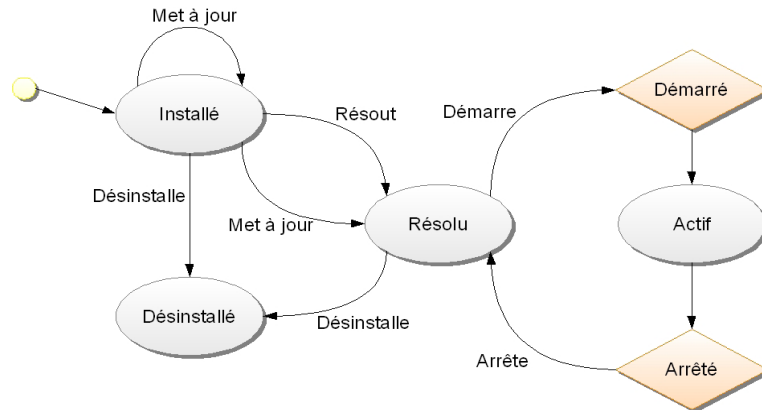 Met à jour
Installé
Résout
Démarre
Démarré
Désinstalle
Met à jour
Résolu
Actif
Désinstallé
Désinstalle
Arrête
Arrêté